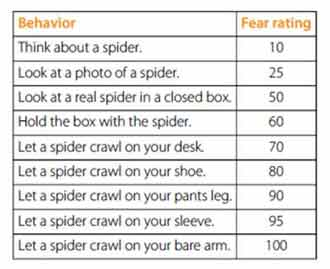 Behavior Fear rating
Think about a spider. 10
Look at a photo of a spider. 25
Look at a real spider in a closed box. 50
Hold the box with the spider. 60
Let a spider crawl on your desk. 70
Let a spider crawl on your shoe. 80
Let a spider crawl on your pants leg. 90
Let a spider crawl on your sleeve. 95
Let a spider crawl on your bare arm. 100